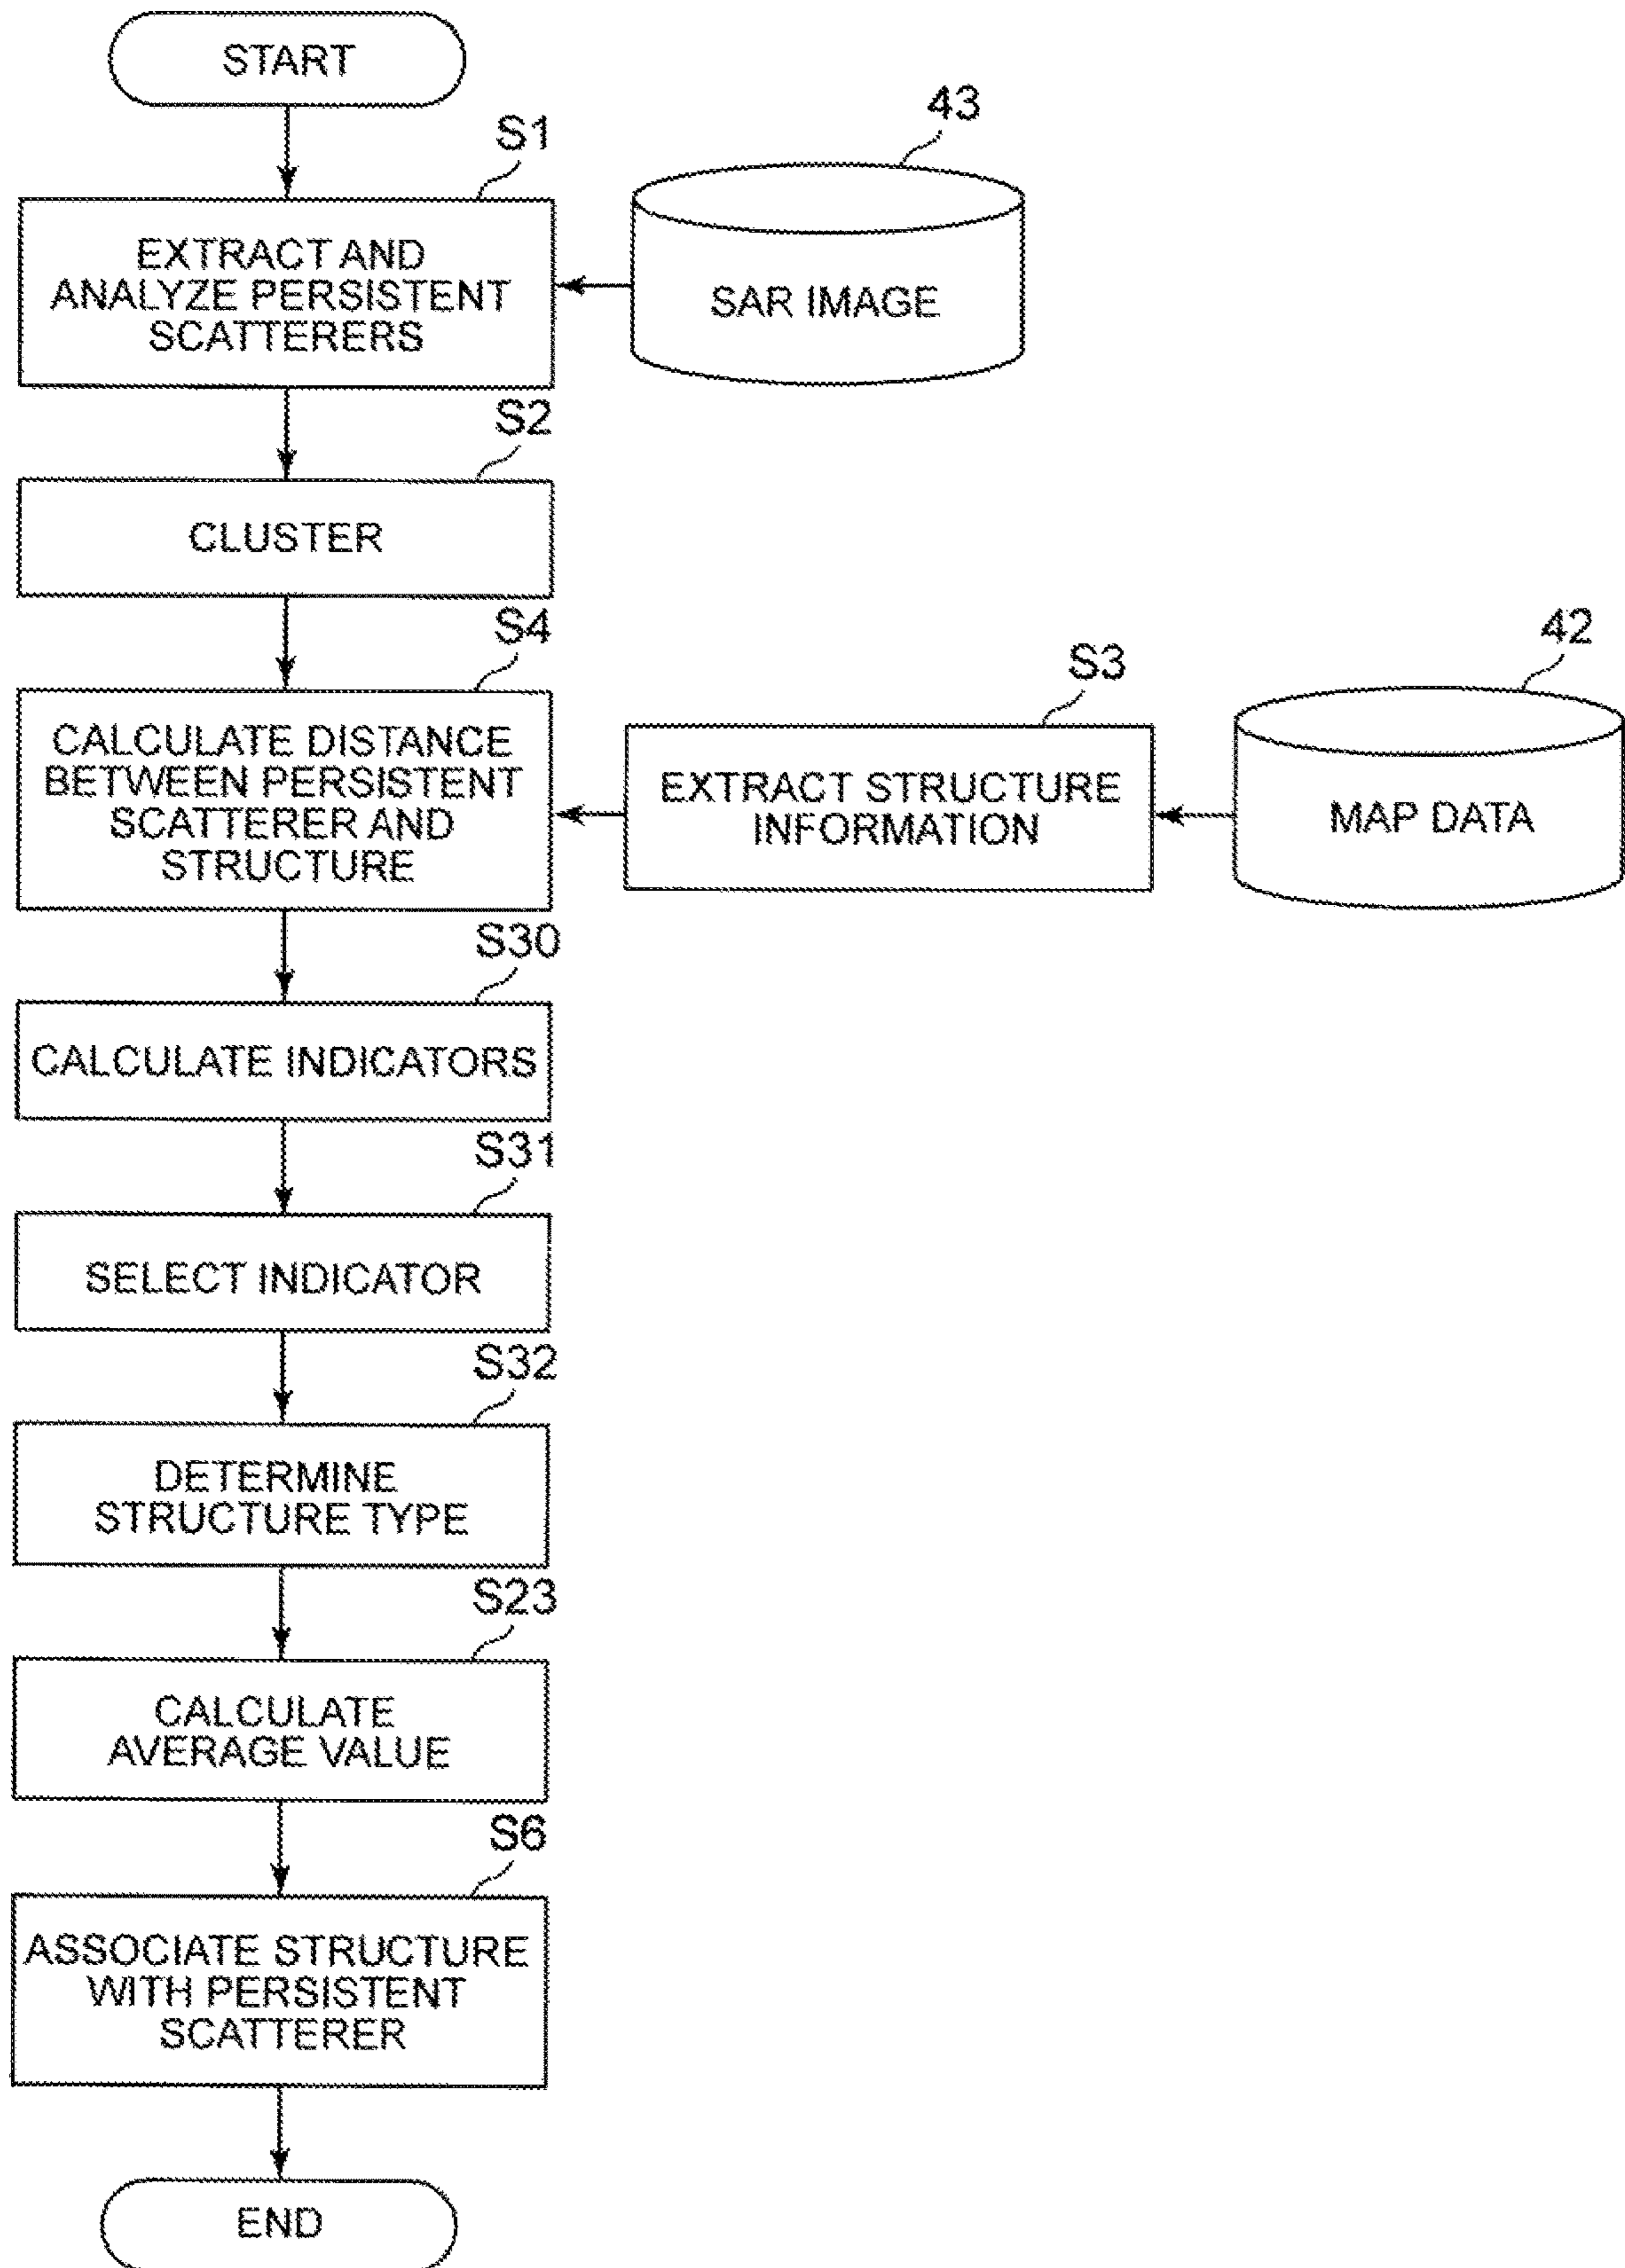 START
S1
43
EXTRACT AND
ANALYZE PERSISTENT
SCATTERERS
SAR IMAGE
S2
CLUSTER
S4
S3
42
CALCULATE DISTANCE
BETWEEN PERSISTENT
SCATTERER AND
STRUCTURE
EXTRACT STRUCTURE
INFORMATION
MAP DATA
S30
CALCULATE INDICATORS
S31
SELECT INDICATOR
S32
DETERMINE
STRUCTURE TYPE
S23
CALCULATE
AVERAGE VALUE
S6
ASSOCIATE STRUCTURE
WITH PERSISTENT
SCATTERER
END